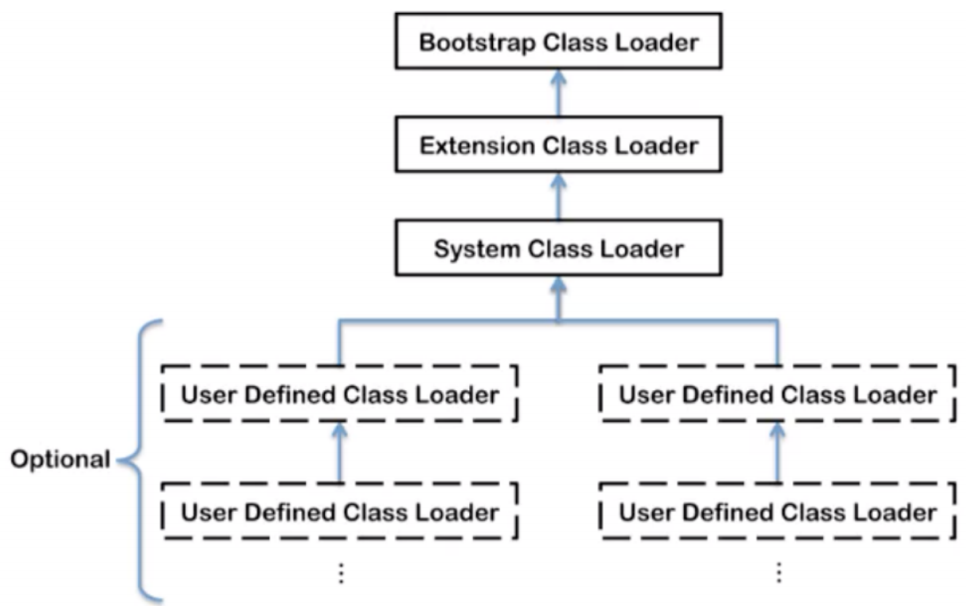 Bootstrap Class Loader
Extension Class Loader
System Class Loader
User Defined Class Loader
User Defined Class Loader
Optional
User Defined Class Loader
User Defined Class Loader
⋮
⋮